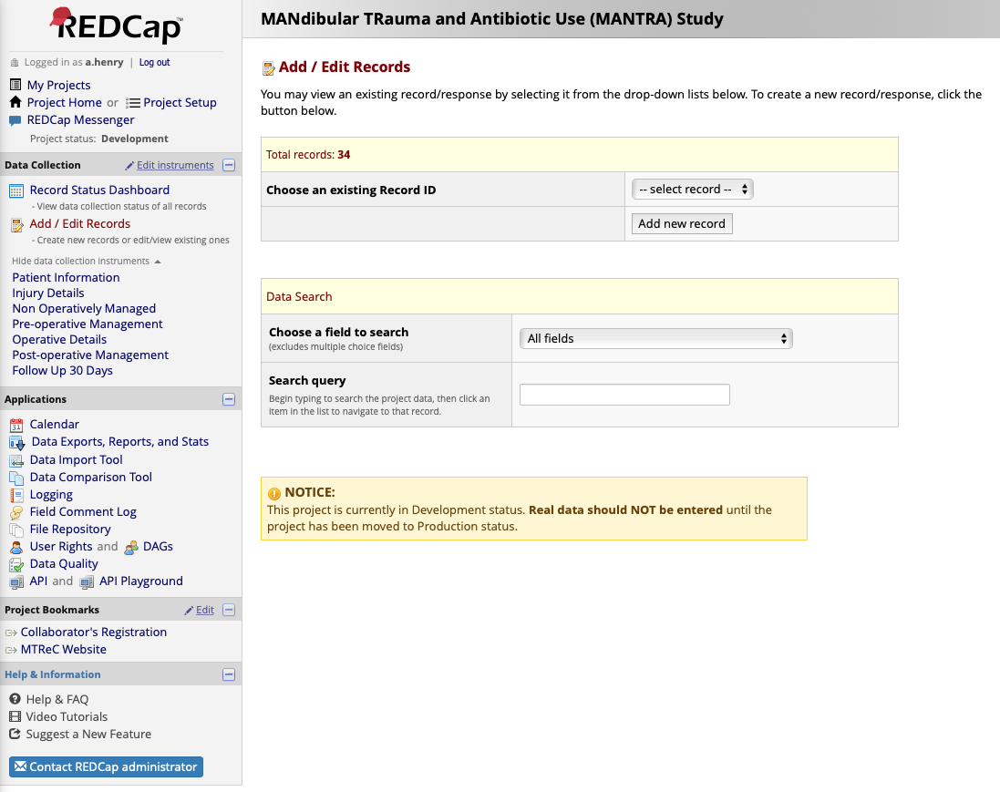 REDCap™
Logged in as a.henry | Log out
My Projects
Project Home or Project Setup
REDCap Messenger
Project status: Development
Data Collection Edit instruments
Record Status Dashboard
- View data collection status of all records
Add / Edit Records
- Create new records or edit/view existing ones
Hide data collection instruments
Patient Information
Injury Details
Non Operatively Managed
Pre-operative Management
Operative Details
Post-operative Management
Follow Up 30 Days
Applications
31
Calendar
Data Exports, Reports, and Stats
Data Import Tool
Data Comparison Tool
Logging
Field Comment Log
File Repository
User Rights and DAGs
Data Quality
API and API Playground
Project Bookmarks Edit
Collaborator's Registration
MTReC Website
Help & Information
Help & FAQ
Video Tutorials
Suggest a New Feature
Contact REDCap administrator
MANdibular TRauma and Antibiotic Use (MANTRA) Study
Add / Edit Records
You may view an existing record/response by selecting it from the drop-down lists below. To create a new record/response, click the
button below.
Total records: 34
Choose an existing Record ID -- select record --
Add new record
Data Search
Choose a field to search
(excludes multiple choice fields)
All fields
Search query
Begin typing to search the project data, then click an
item in the list to navigate to that record.
NOTICE:
This project is currently in Development status. Real data should NOT be entered until the
project has been moved to Production status.